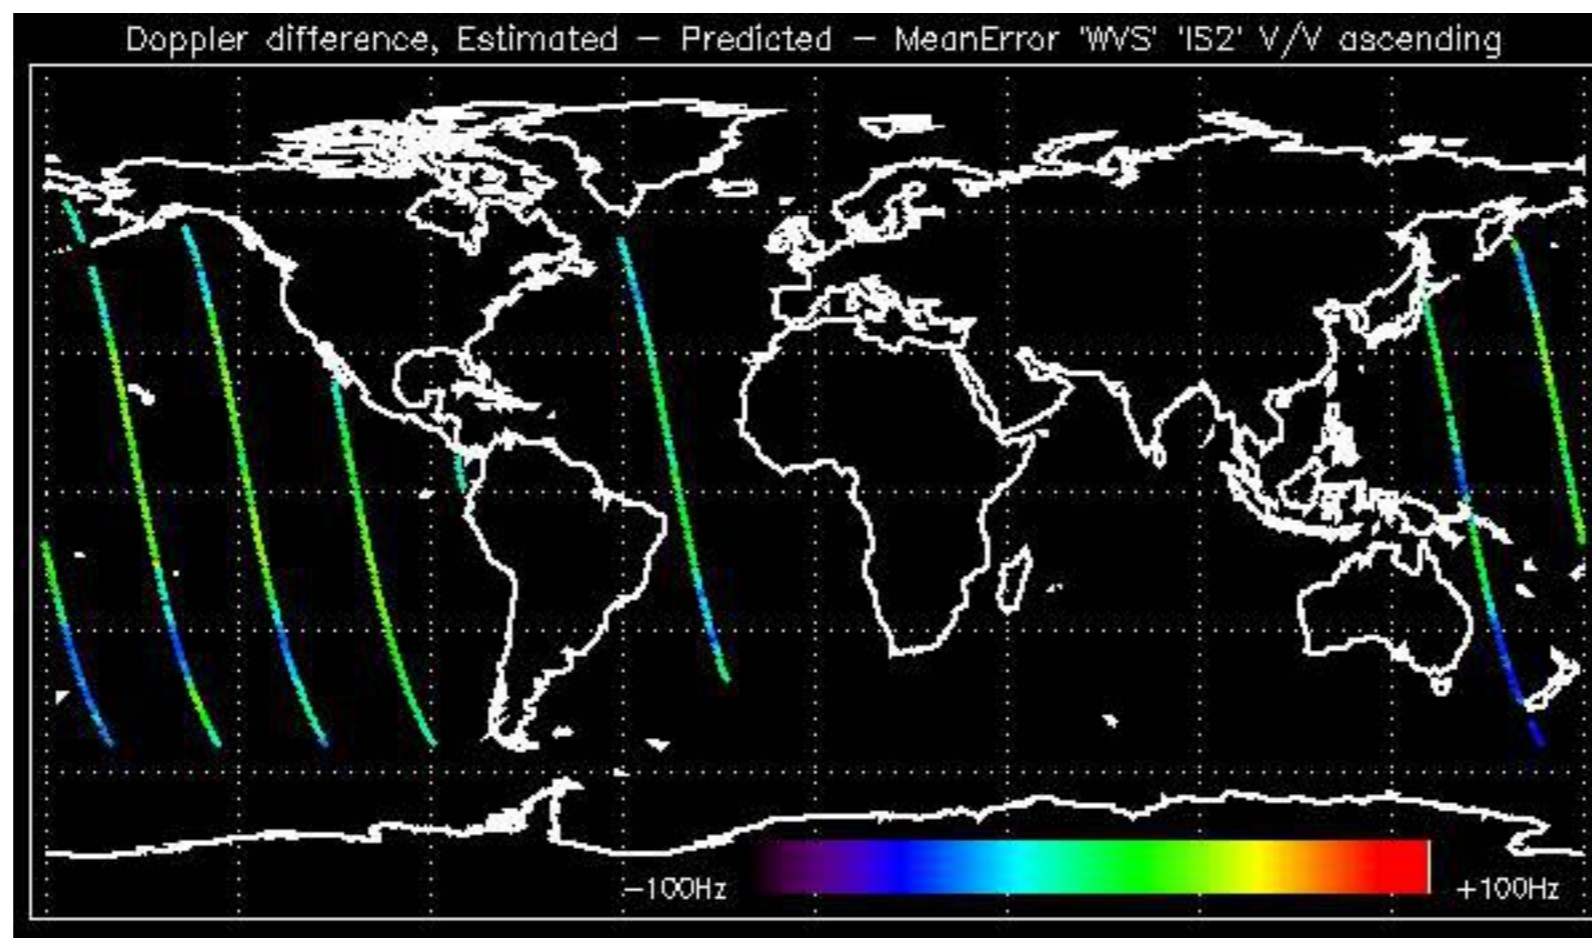 Doppler difference, Estimated – Predicted – MeanError 'WVS' 'IS2' V/V ascending
-100Hz +100Hz